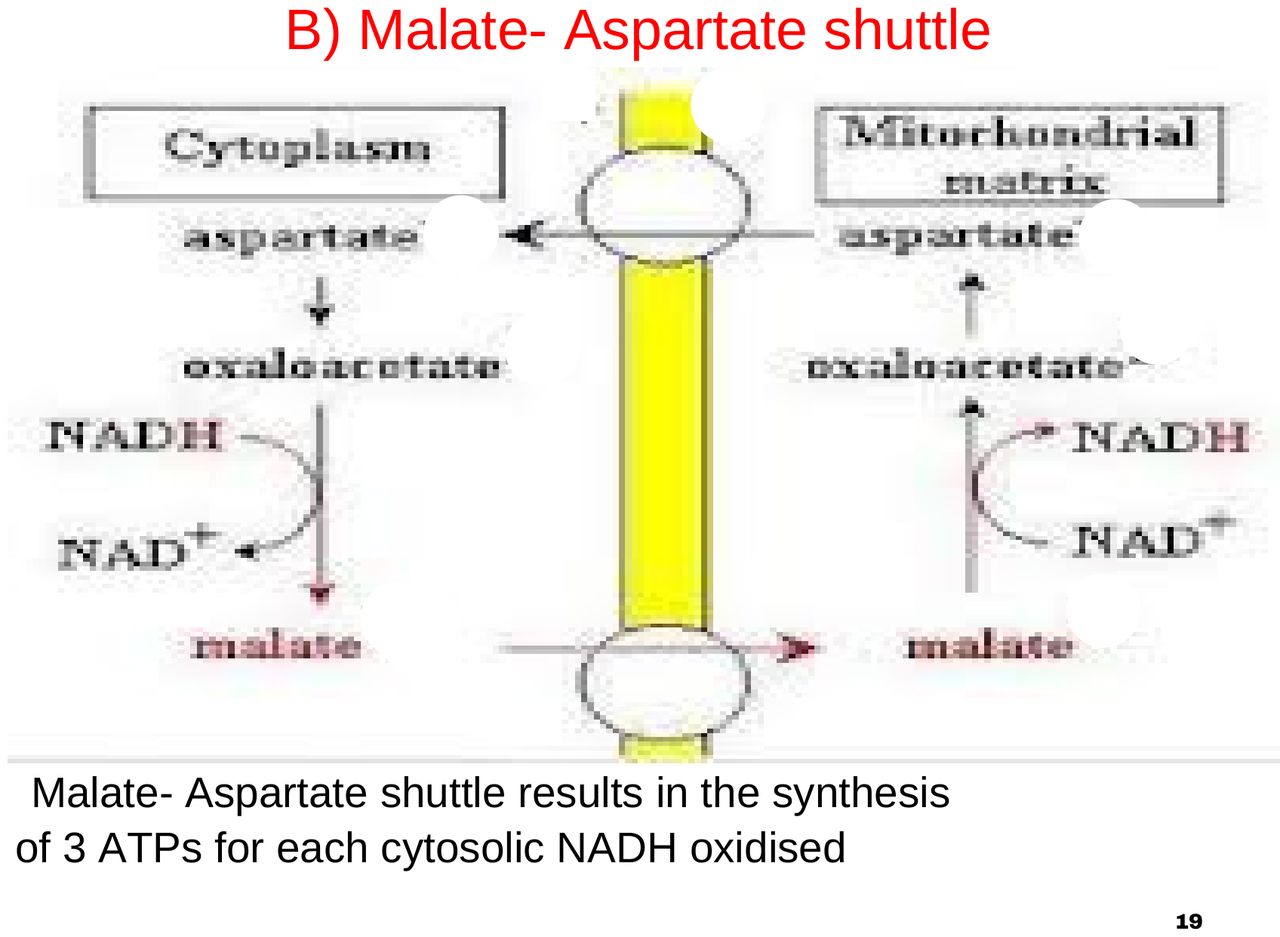 B) Malate- Aspartate shuttle
Cytoplasm
Mitochondrial
matrix
aspartate
aspartate
oxaloacetate
oxaloacetate
NADH
NADH
NAD+
NAD+
malate
malate
Malate- Aspartate shuttle results in the synthesis
of 3 ATPs for each cytosolic NADH oxidised
19